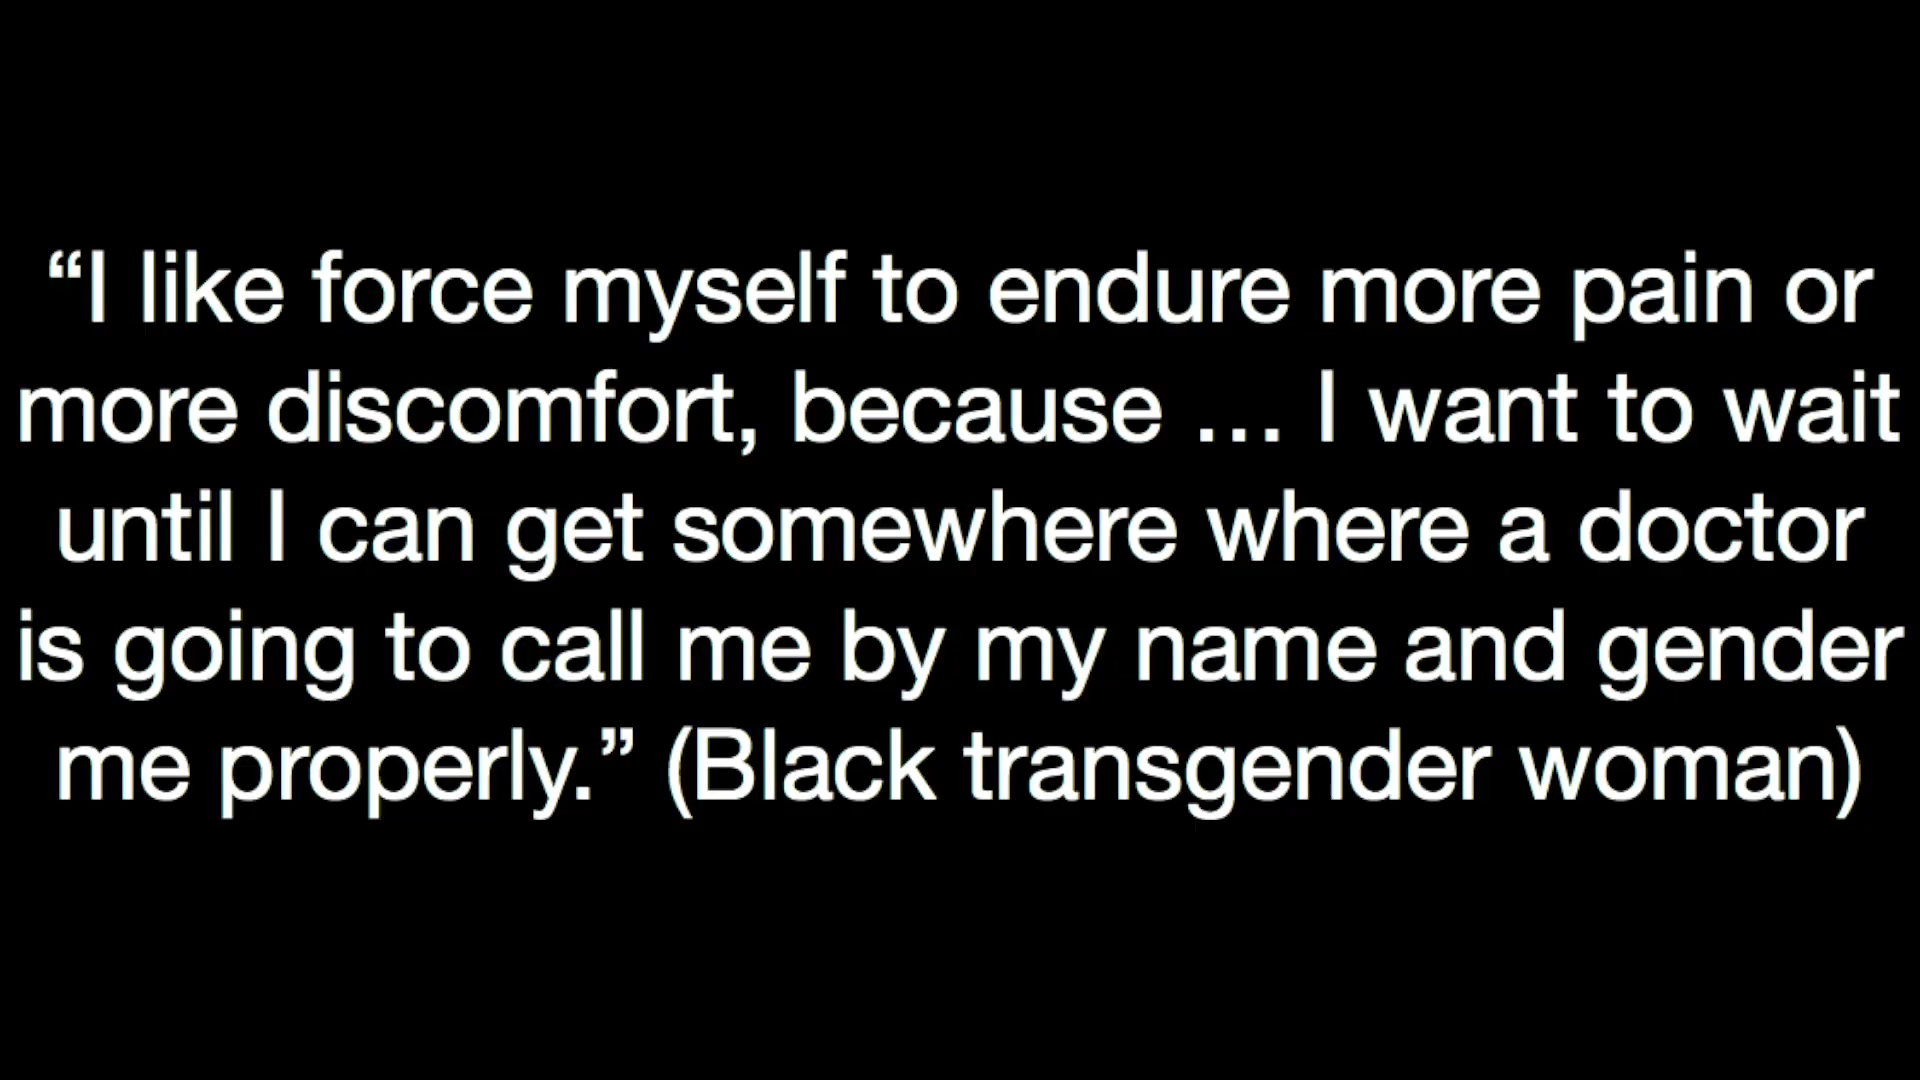 “I like force myself to endure more pain or
more discomfort, because … I want to wait
until I can get somewhere where a doctor
is going to call me by my name and gender
me properly.” (Black transgender woman)